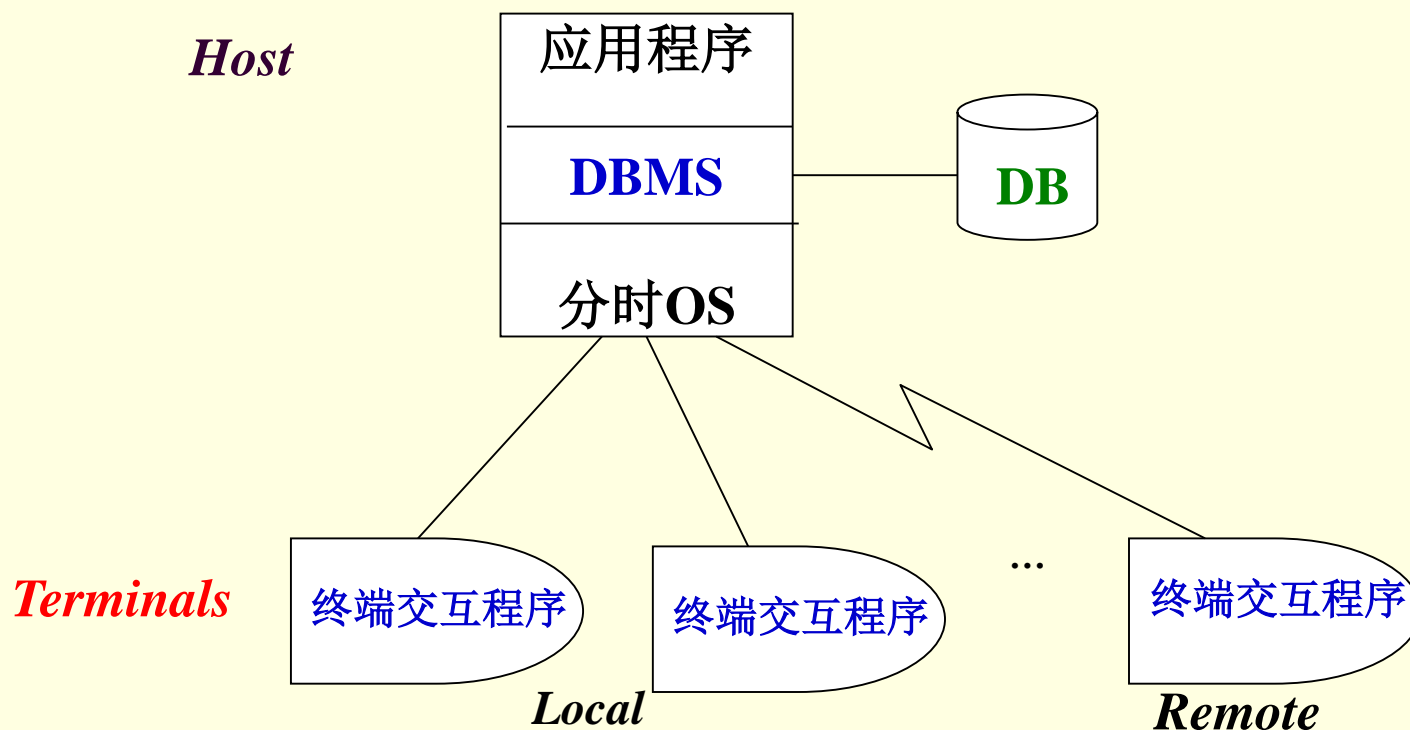 Host
应用程序
DBMS
DB
分时OS
...
Terminals
终端交互程序
终端交互程序
终端交互程序
Local
Remote